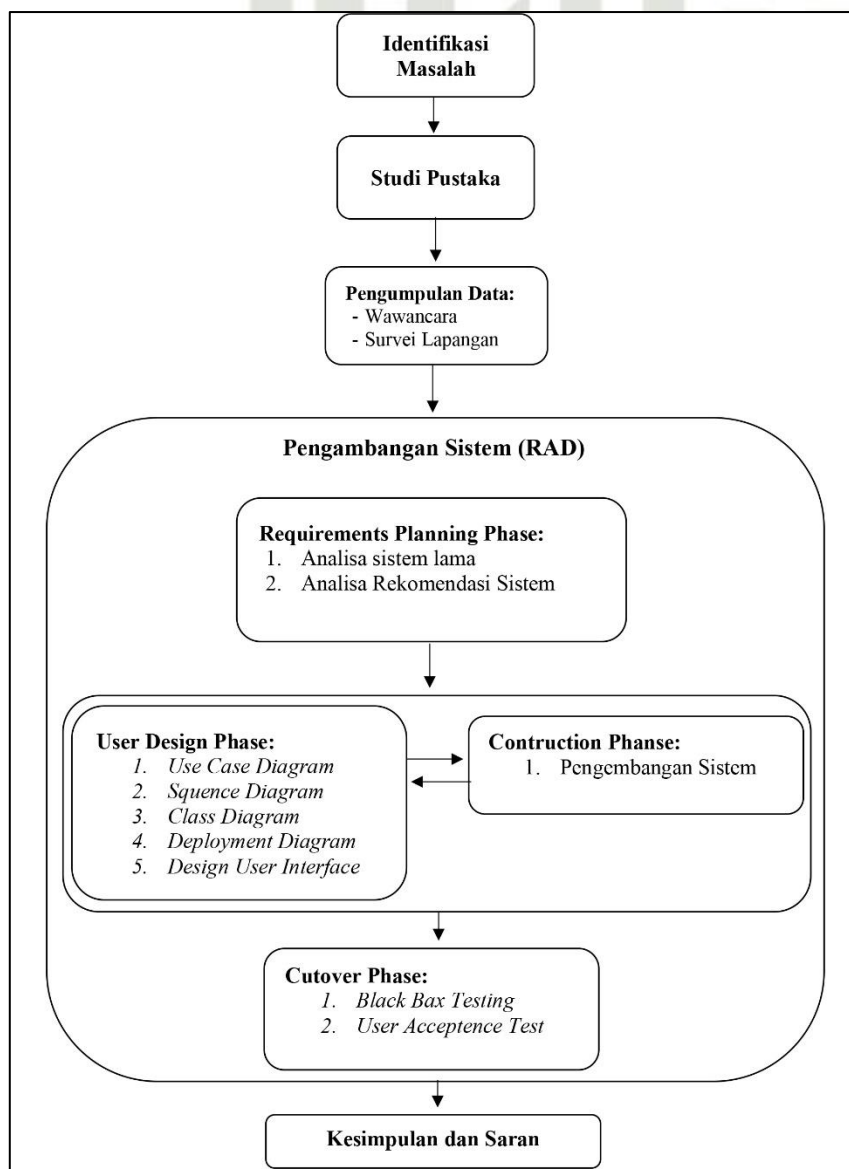 Identifikasi
Masalah
Studi Pustaka
Pengumpulan Data:
- Wawancara
- Survei Lapangan
Pengambangan Sistem (RAD)
Requirements Planning Phase:
1. Analisa sistem lama
2. Analisa Rekomendasi Sistem
User Design Phase:
1. Use Case Diagram
2. Squence Diagram
3. Class Diagram
4. Deployment Diagram
5. Design User Interface
Contruction Phanse:
1. Pengembangan Sistem
Cutover Phase:
1. Black Bax Testing
2. User Acceptence Test
Kesimpulan dan Saran